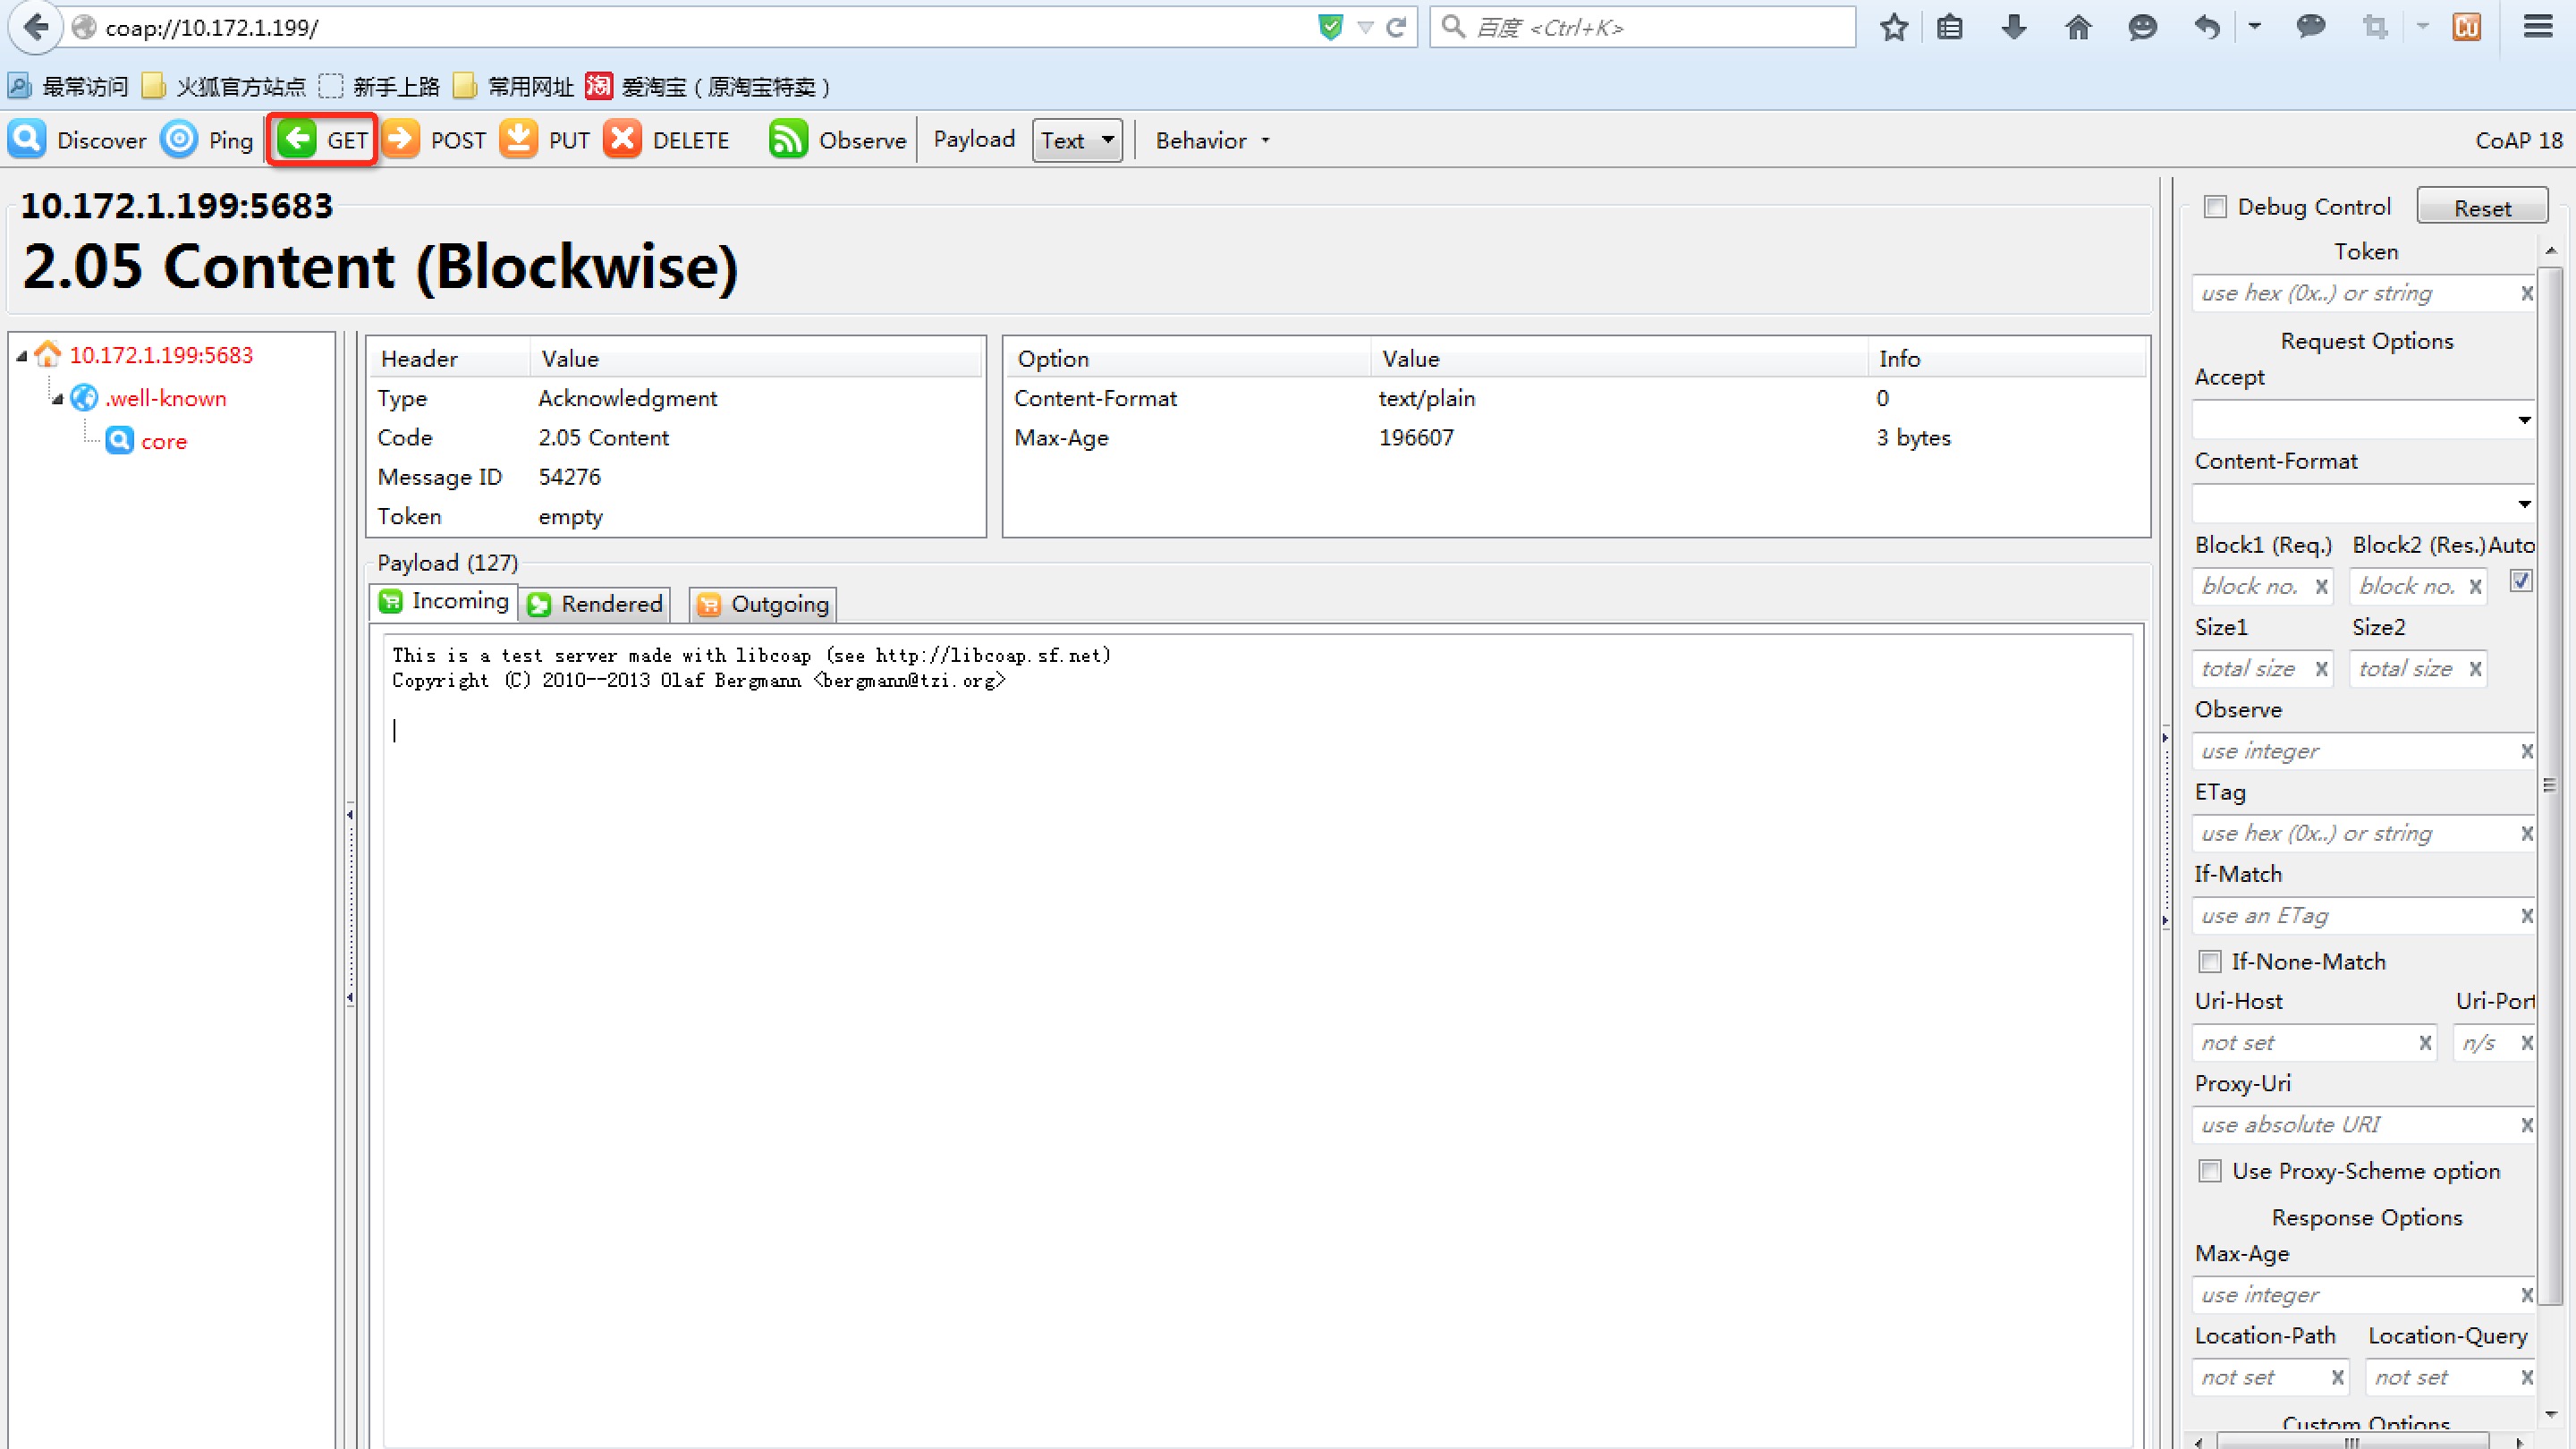 coap://10.172.1.199/
百度 <Ctrl+K>
最常访问 火狐官方站点 新手上路 常用网址 淘 爱淘宝（原淘宝特卖）
Discover Ping GET POST PUT DELETE Observe Payload Text Behavior CoAP 18
10.172.1.199:5683
2.05 Content (Blockwise)
10.172.1.199:5683
.well-known
core
Header Value
Type Acknowledgment
Code 2.05 Content
Message ID 54276
Token empty
Option Value Info
Content-Format text/plain 0
Max-Age 196607 3 bytes
Payload (127)
Incoming Rendered Outgoing
This is a test server made with libcoap (see http://libcoap.sf.net)
Copyright (C) 2010--2013 Olaf Bergmann <bergmann@tzi.org>
Debug Control Reset
Token
use hex (0x..) or string x
Request Options
Accept
Content-Format
Block1 (Req.) Block2 (Res.) Auto
block no. x block no. x
Size1 Size2
total size x total size x
Observe
use integer x
ETag
use hex (0x..) or string x
If-Match
use an ETag x
If-None-Match
Uri-Host Uri-Port
not set x n/s x
Proxy-Uri
use absolute URI x
Use Proxy-Scheme option
Response Options
Max-Age
use integer x
Location-Path Location-Query
not set x not set x
Custom Options